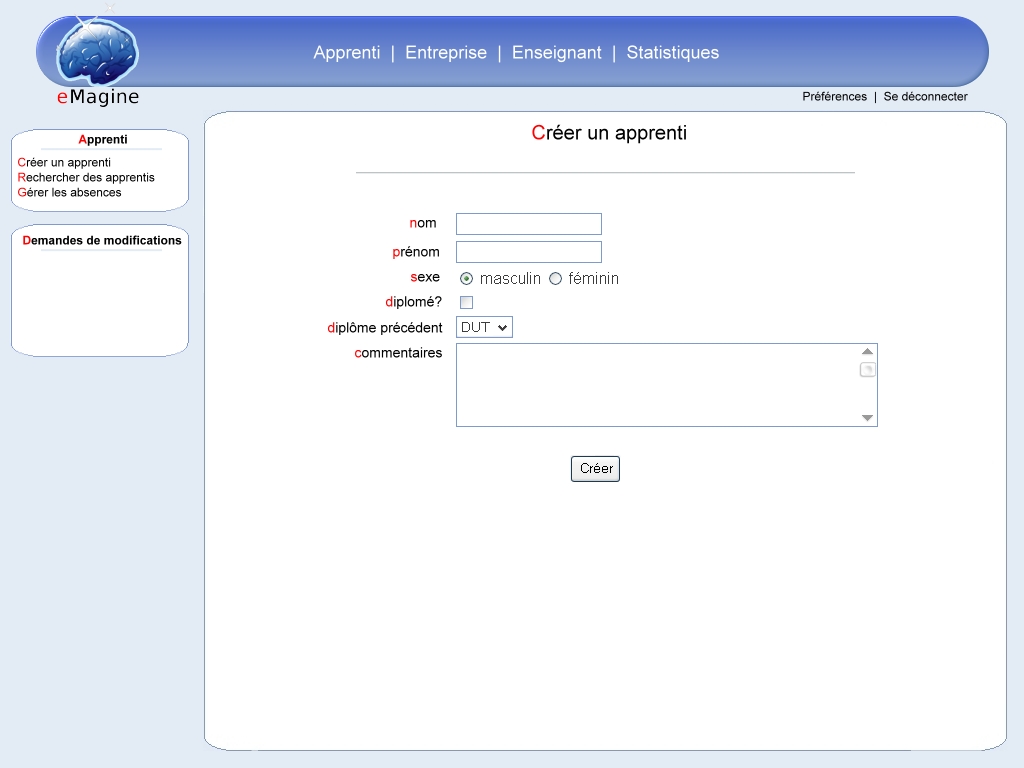 Apprenti | Entreprise | Enseignant | Statistiques
eMagine
Préférences | Se déconnecter
Apprenti
Créer un apprenti
Rechercher des apprentis
Gérer les absences
Demandes de modifications
Créer un apprenti
nom
prénom
sexe masculin féminin
diplomé?
diplôme précédent DUT
commentaires
Créer